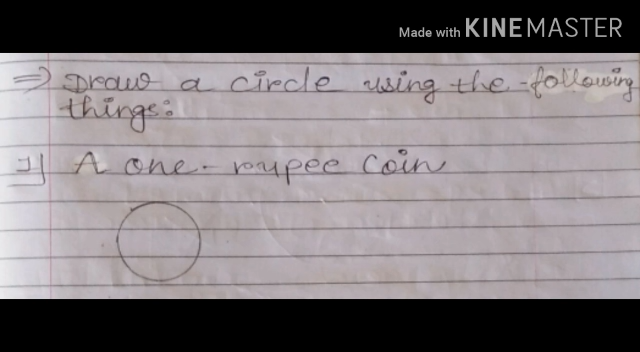 Made with KINEMASTER
=> Draw a circle using the following
things:
1] A one-rupee coin